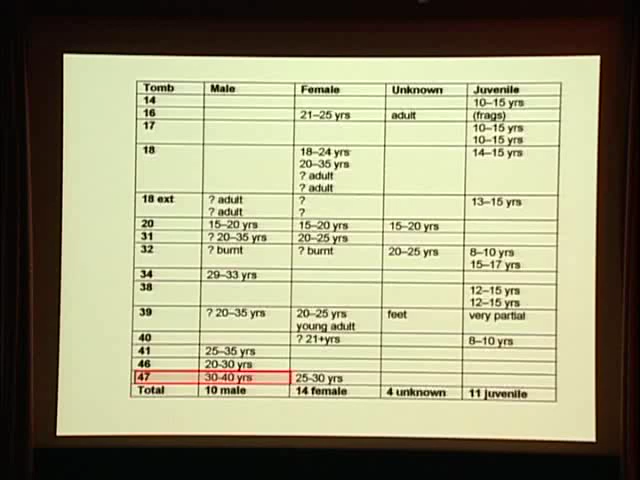 Tomb Male Female Unknown Juvenile
14 10–15 yrs
16 21–25 yrs adult (frags)
17 10–15 yrs
10–15 yrs
18 18–24 yrs 14–15 yrs
20–35 yrs
? adult
? adult
18 ext ? adult ? 13–15 yrs
? adult ?
20 15–20 yrs 15–20 yrs 15–20 yrs
31 ? 20–35 yrs 20–25 yrs
32 ? burnt ? burnt 20–25 yrs 8–10 yrs
15–17 yrs
34 29–33 yrs
38 12–15 yrs
12–15 yrs
39 ? 20–35 yrs 20–25 yrs feet very partial
young adult
40 ? 21+yrs 8–10 yrs
41 25–35 yrs
46 20-30 yrs
47 30-40 yrs 25-30 yrs
Total 10 male 14 female 4 unknown 11 juvenile